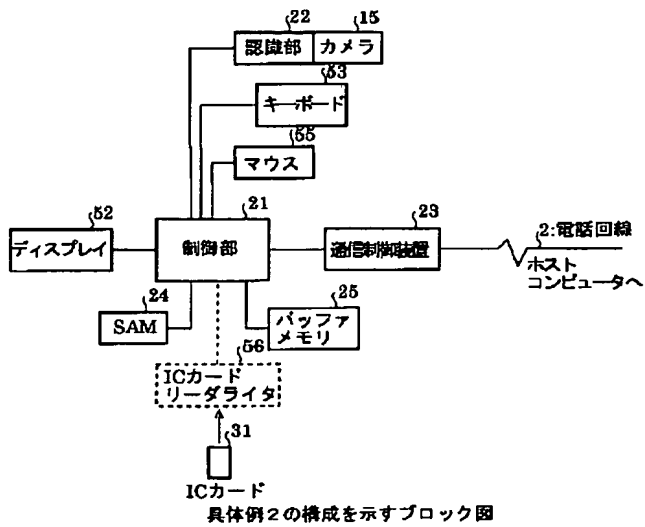 22
15
認識部
カメラ
53
キーボード
55
マウス
52
ディスプレイ
21
制御部
23
通信制御装置
2:電話回線
ホスト
コンピュータへ
24
SAM
25
バッファ
メモリ
56
ICカード
リーダライタ
31
ICカード
具体例2の構成を示すブロック図